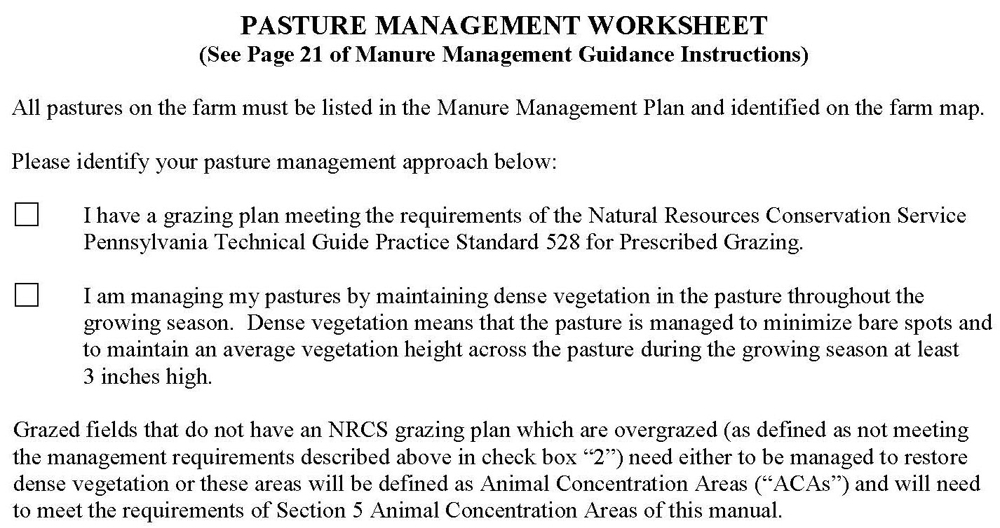 PASTURE MANAGEMENT WORKSHEET
(See Page 21 of Manure Management Guidance Instructions)
All pastures on the farm must be listed in the Manure Management Plan and identified on the farm map.
Please identify your pasture management approach below:
I have a grazing plan meeting the requirements of the Natural Resources Conservation Service
Pennsylvania Technical Guide Practice Standard 528 for Prescribed Grazing.
I am managing my pastures by maintaining dense vegetation in the pasture throughout the
growing season.  Dense vegetation means that the pasture is managed to minimize bare spots and
to maintain an average vegetation height across the pasture during the growing season at least
3 inches high.
Grazed fields that do not have an NRCS grazing plan which are overgrazed (as defined as not meeting
the management requirements described above in check box “2”) need either to be managed to restore
dense vegetation or these areas will be defined as Animal Concentration Areas (“ACAs”) and will need
to meet the requirements of Section 5 Animal Concentration Areas of this manual.